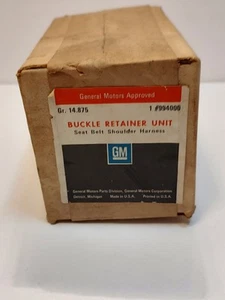 General Motors Approved
Gr. 14.875 1 #994908
BUCKLE RETAINER UNIT
Seat Belt Shoulder Harness
GM
General Motors Parts Division, General Motors Corporation
Detroit, Michigan Made in U.S.A. Printed in U.S.A.